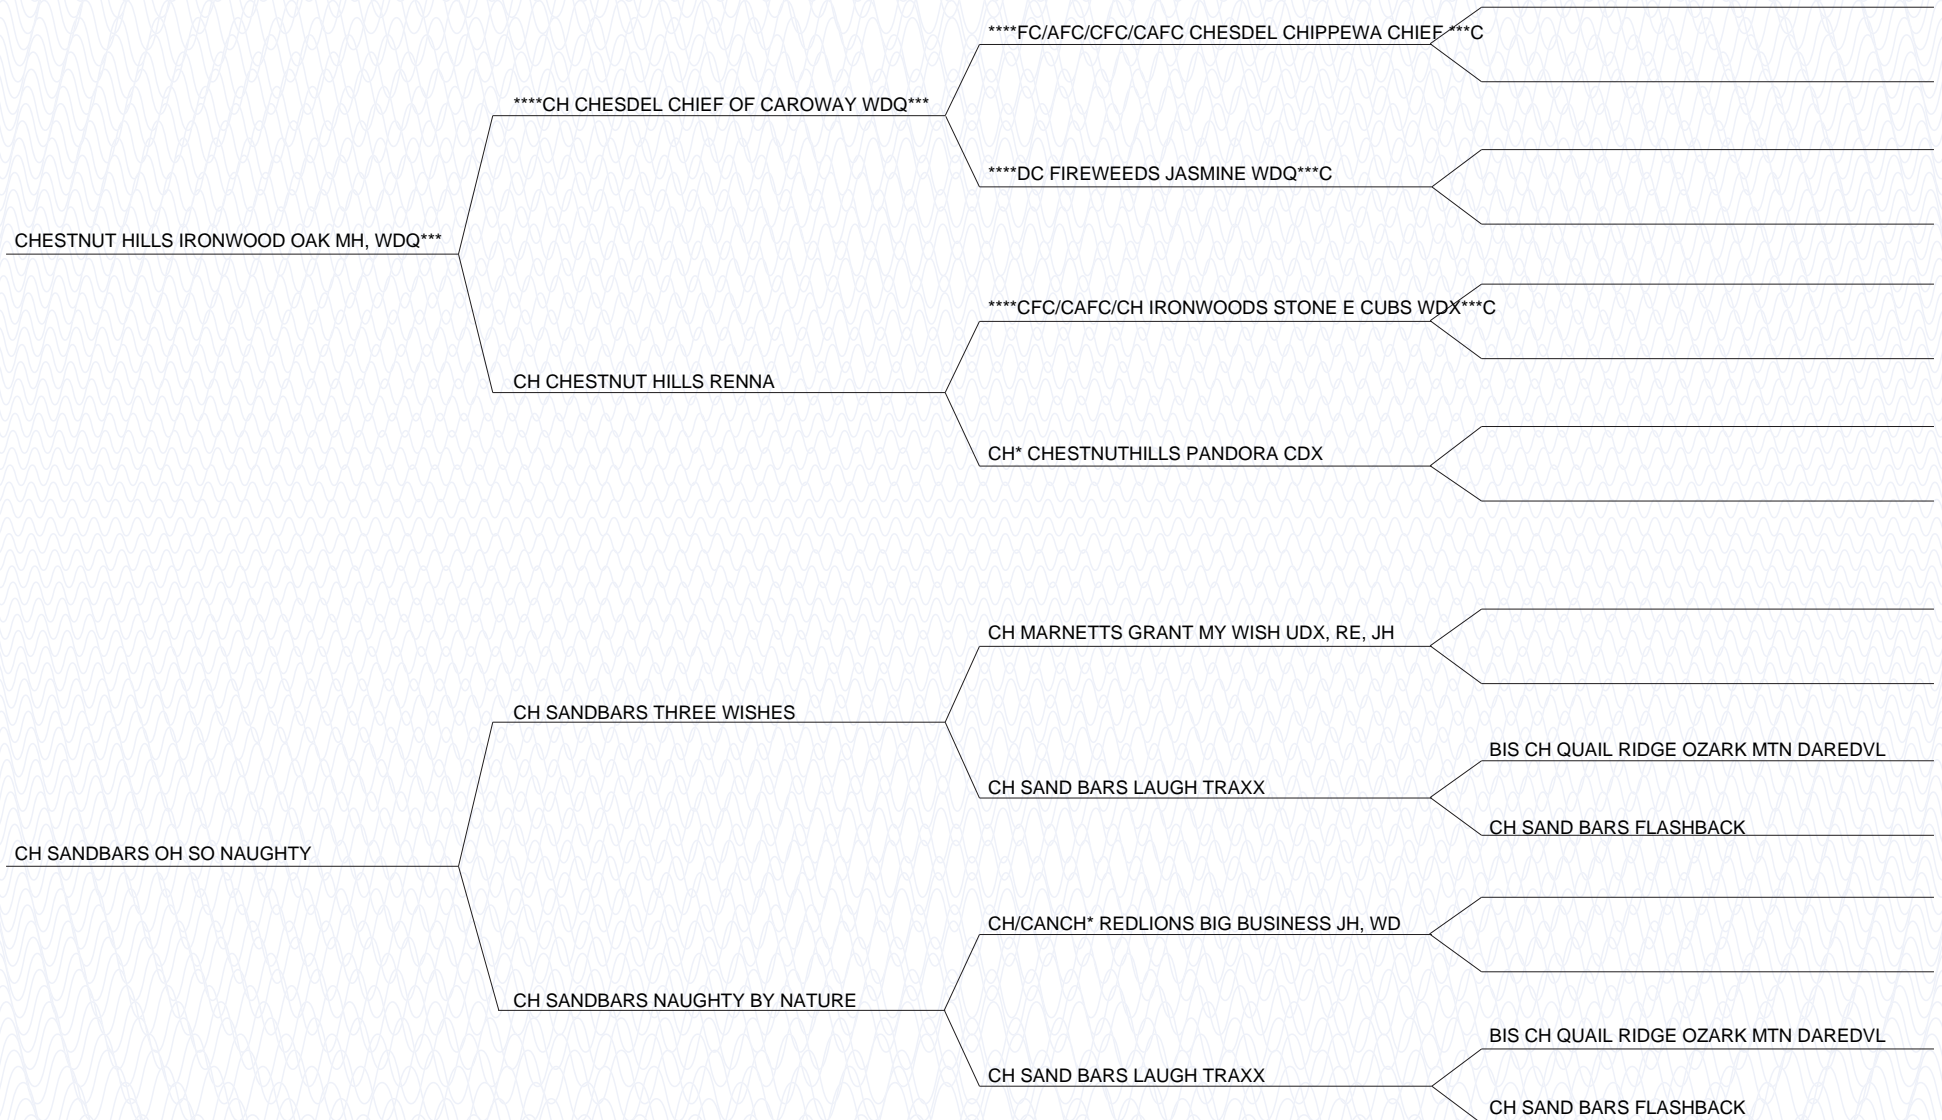 ****FC/AFC/CFC/CAFC CHESDEL CHIPPEWA CHIEF ***C
****CH CHESDEL CHIEF OF CAROWAY WDQ***
****DC FIREWEEDS JASMINE WDQ***C
CHESTNUT HILLS IRONWOOD OAK MH, WDQ***
****CFC/CAFC/CH IRONWOODS STONE E CUBS WDX***C
CH CHESTNUT HILLS RENNA
CH* CHESTNUTHILLS PANDORA CDX
CH MARNETTS GRANT MY WISH UDX, RE, JH
CH SANDBARS THREE WISHES
BIS CH QUAIL RIDGE OZARK MTN DAREDVL
CH SAND BARS LAUGH TRAXX
CH SAND BARS FLASHBACK
CH SANDBARS OH SO NAUGHTY
CH/CANCH* REDLIONS BIG BUSINESS JH, WD
CH SANDBARS NAUGHTY BY NATURE
BIS CH QUAIL RIDGE OZARK MTN DAREDVL
CH SAND BARS LAUGH TRAXX
CH SAND BARS FLASHBACK